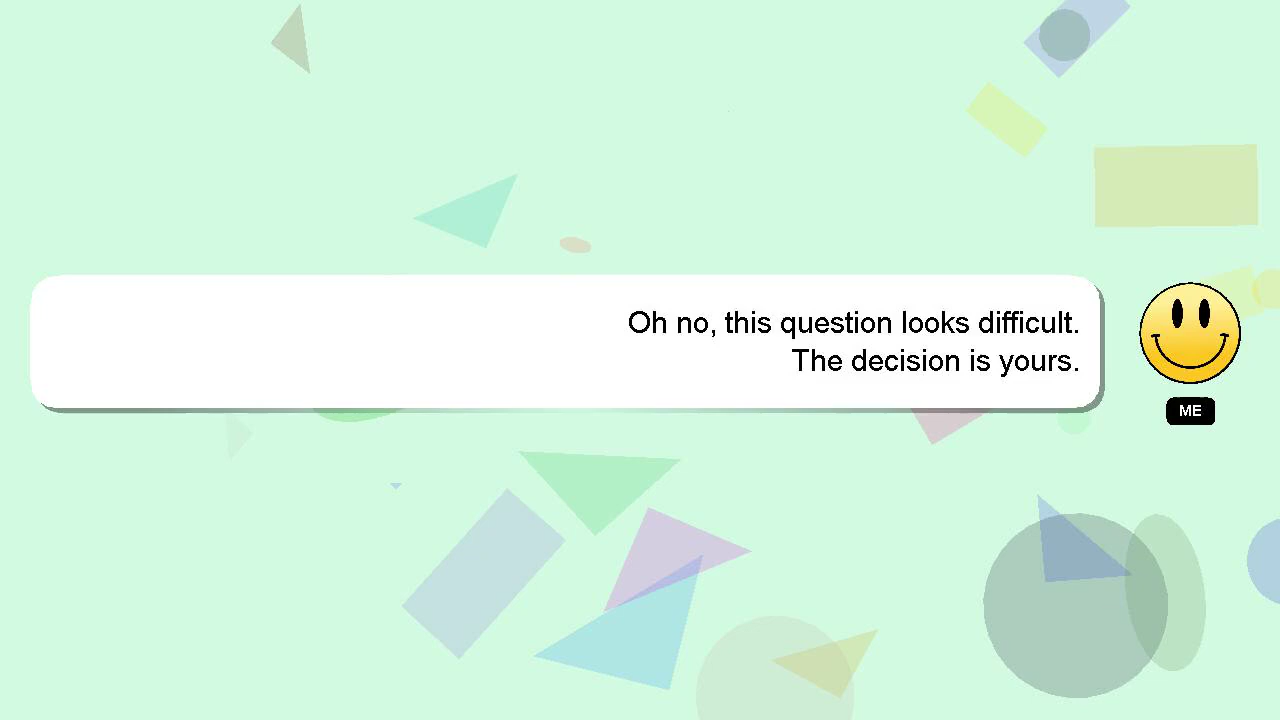 Oh no, this question looks difficult.
The decision is yours.
ME